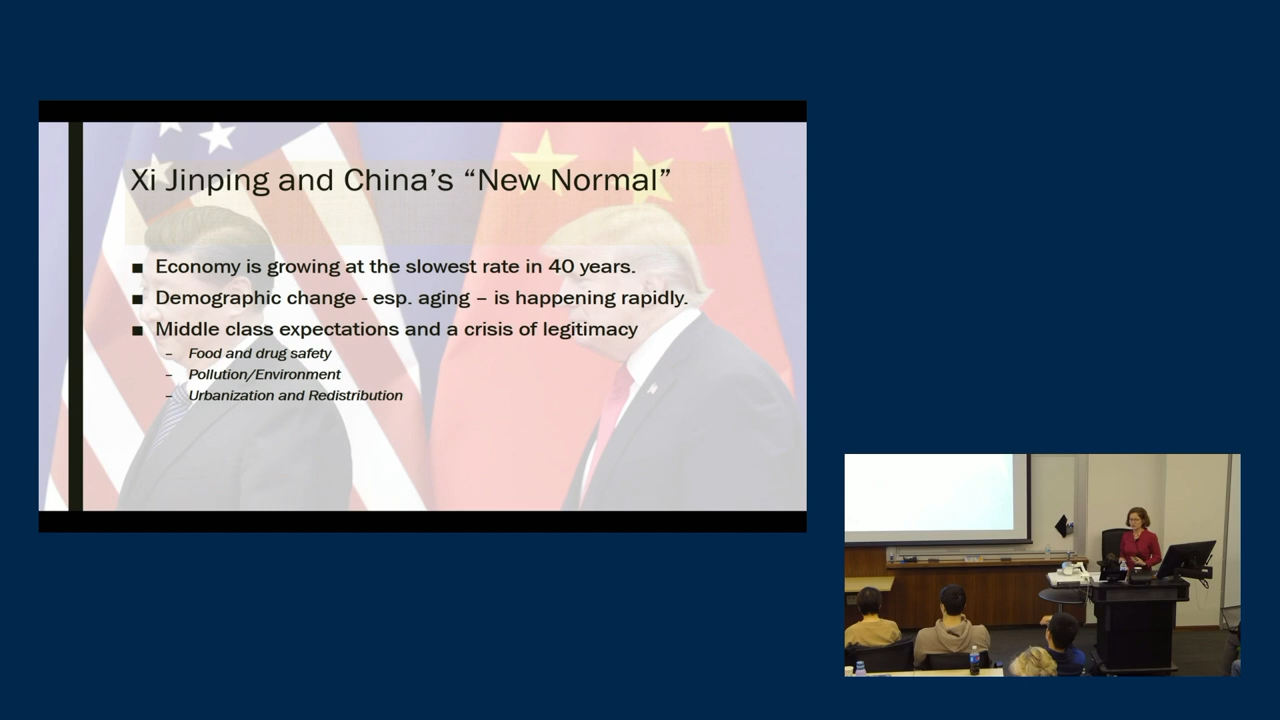 Xi Jinping and China’s “New Normal”
■ Economy is growing at the slowest rate in 40 years.
■ Demographic change - esp. aging – is happening rapidly.
■ Middle class expectations and a crisis of legitimacy
– Food and drug safety
– Pollution/Environment
– Urbanization and Redistribution